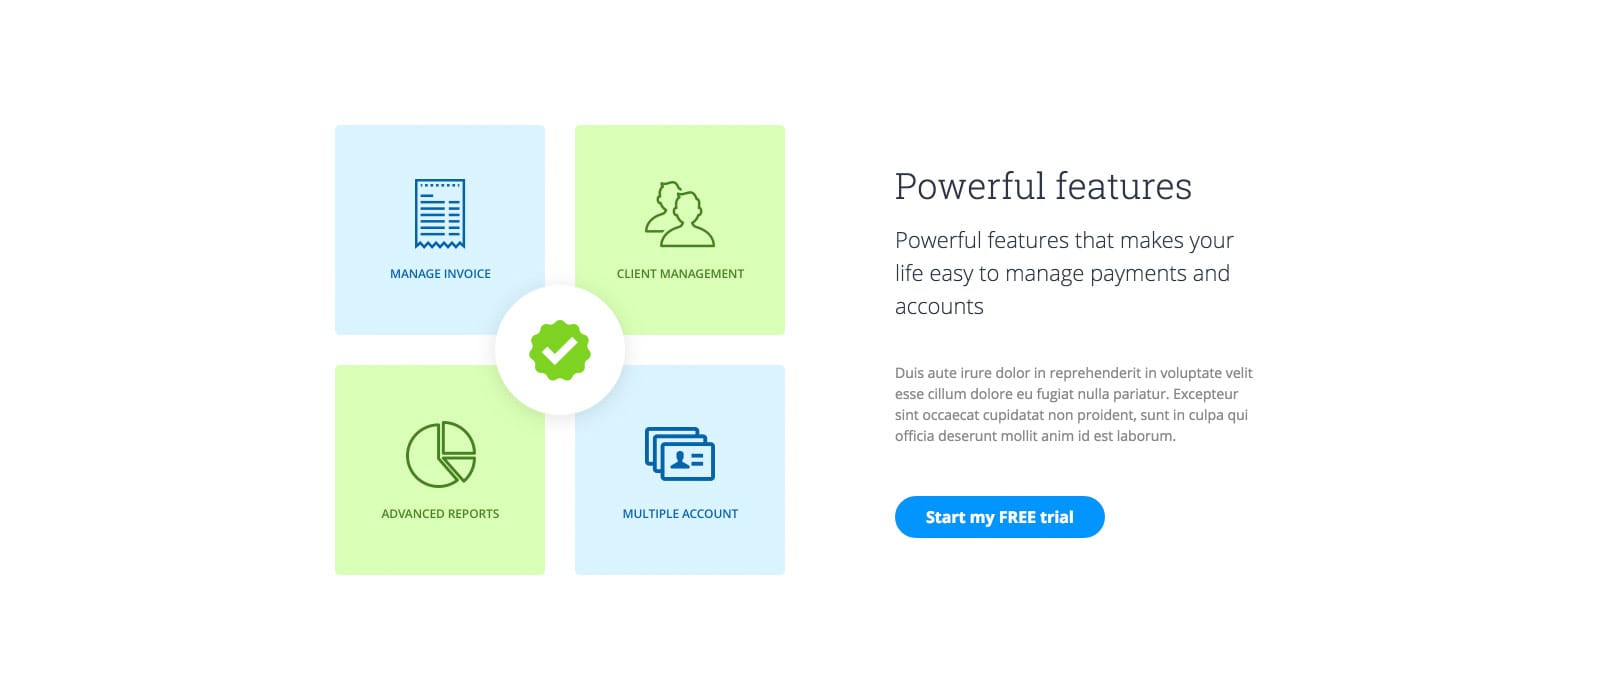 MANAGE INVOICE
CLIENT MANAGEMENT
ADVANCED REPORTS
MULTIPLE ACCOUNT
Powerful features
Powerful features that makes your
life easy to manage payments and
accounts
Duis aute irure dolor in reprehenderit in voluptate velit
esse cillum dolore eu fugiat nulla pariatur. Excepteur
sint occaecat cupidatat non proident, sunt in culpa qui
officia deserunt mollit anim id est laborum.
Start my FREE trial